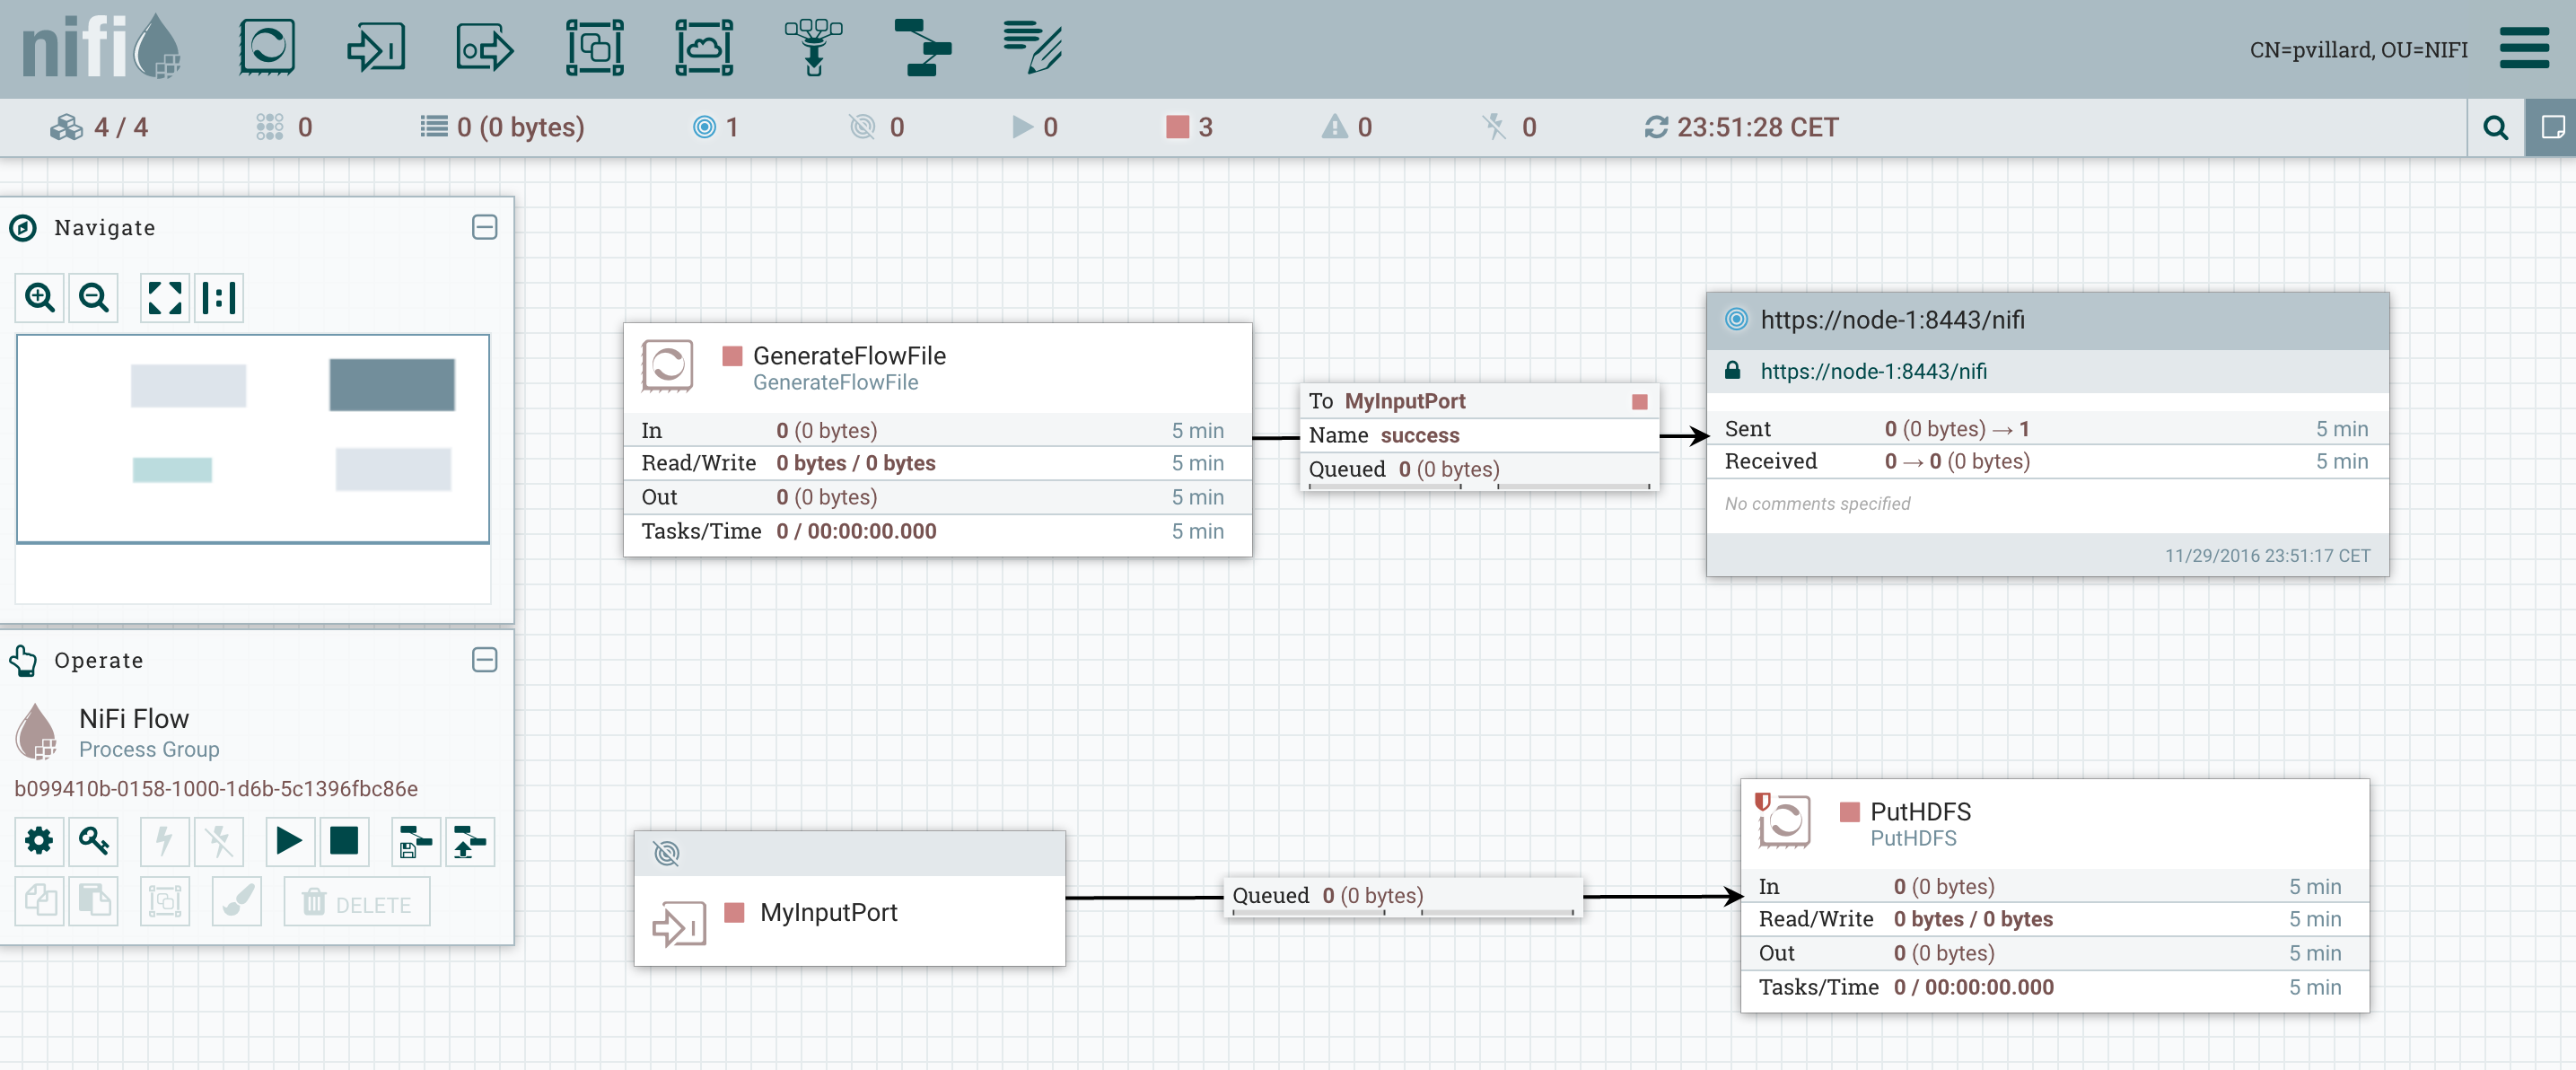 nifi
CN=pvillard, OU=NIFI
4 / 4
0
0 (0 bytes)
1
0
0
3
0
0
23:51:28 CET
Navigate
Operate
NiFi Flow
Process Group
b099410b-0158-1000-1d6b-5c1396fbc86e
DELETE
GenerateFlowFile
GenerateFlowFile
In 0 (0 bytes) 5 min
Read/Write 0 bytes / 0 bytes 5 min
Out 0 (0 bytes) 5 min
Tasks/Time 0 / 00:00:00.000 5 min
To MyInputPort
Name success
Queued 0 (0 bytes)
https://node-1:8443/nifi
https://node-1:8443/nifi
Sent 0 (0 bytes) → 1 5 min
Received 0 → 0 (0 bytes) 5 min
No comments specified
11/29/2016 23:51:17 CET
MyInputPort
Queued 0 (0 bytes)
PutHDFS
PutHDFS
In 0 (0 bytes) 5 min
Read/Write 0 bytes / 0 bytes 5 min
Out 0 (0 bytes) 5 min
Tasks/Time 0 / 00:00:00.000 5 min